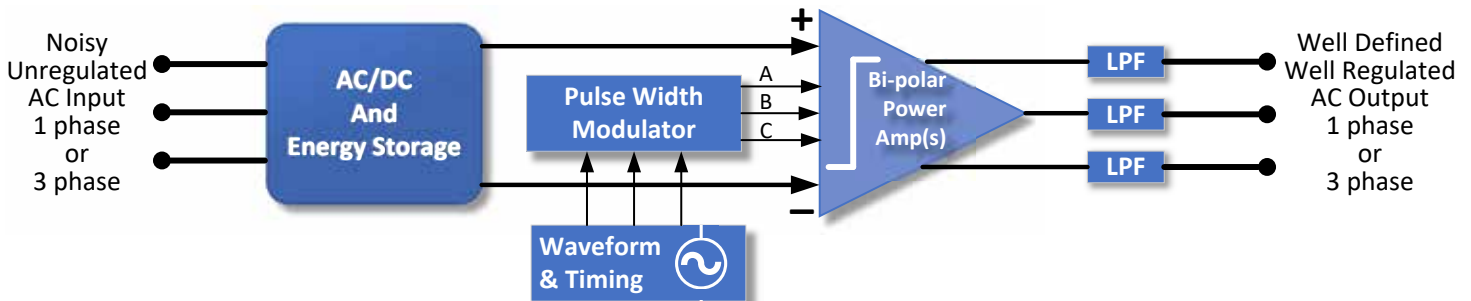 Noisy
Unregulated
AC Input
1 phase
or
3 phase
AC/DC
And
Energy Storage
Pulse Width
Modulator
A
B
C
Waveform
& Timing
+
−
Bi-polar
Power
Amp(s)
LPF
LPF
LPF
Well Defined
Well Regulated
AC Output
1 phase
or
3 phase